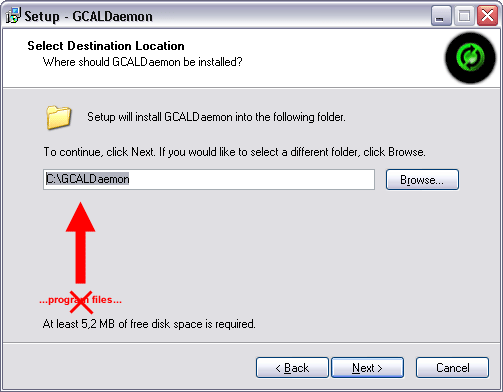 Setup - GCALDaemon
Select Destination Location
Where should GCALDaemon be installed?
Setup will install GCALDaemon into the following folder.
To continue, click Next. If you would like to select a different folder, click Browse.
C:\GCALDaemon
Browse...
...program files...
At least 5,2 MB of free disk space is required.
< Back
Next >
Cancel